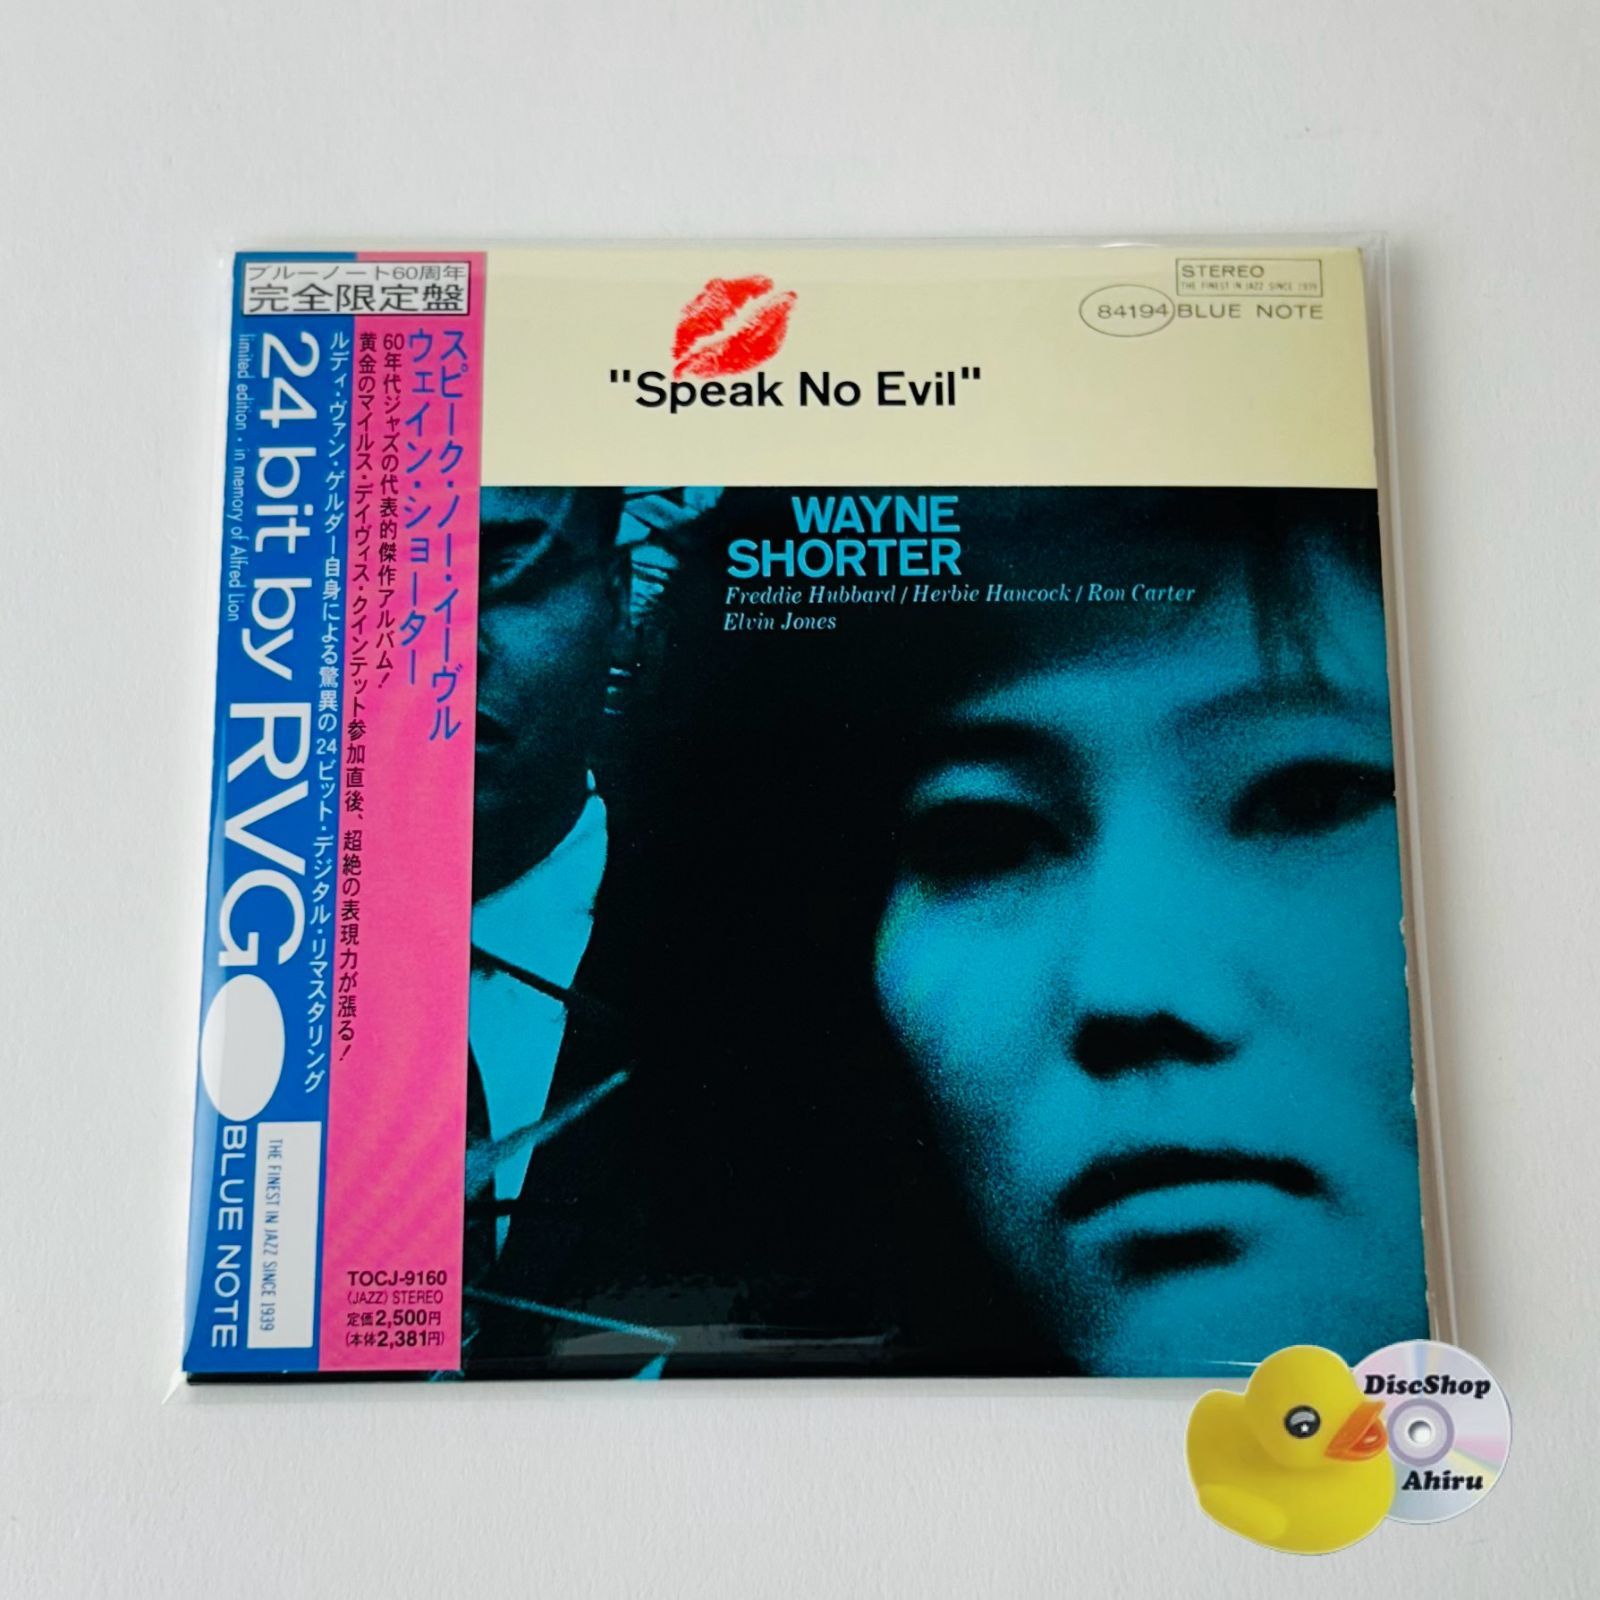 ブルーノート60周年
完全限定盤
スピーク・ノー・イーヴル
ウェイン・ショーター
60年代ジャズの代表的傑作アルバム!
黄金のマイルス・デイヴィス・クインテット参加直後、超絶の表現力が漲る!
ルディ・ヴァン・ゲルダー自身による驚異の24ビット・デジタル・リマスタリング
24 bit by RVG
limited edition・in memory of Alfred Lion
BLUE NOTE
THE FINEST IN JAZZ SINCE 1939
TOCJ-9160
(JAZZ) STEREO
定価2,500円
(本体2,381円)
"Speak No Evil"
STEREO
THE FINEST IN JAZZ SINCE 1939
84194 BLUE NOTE
WAYNE
SHORTER
Freddie Hubbard / Herbie Hancock / Ron Carter
Elvin Jones
DiscShop
Ahiru